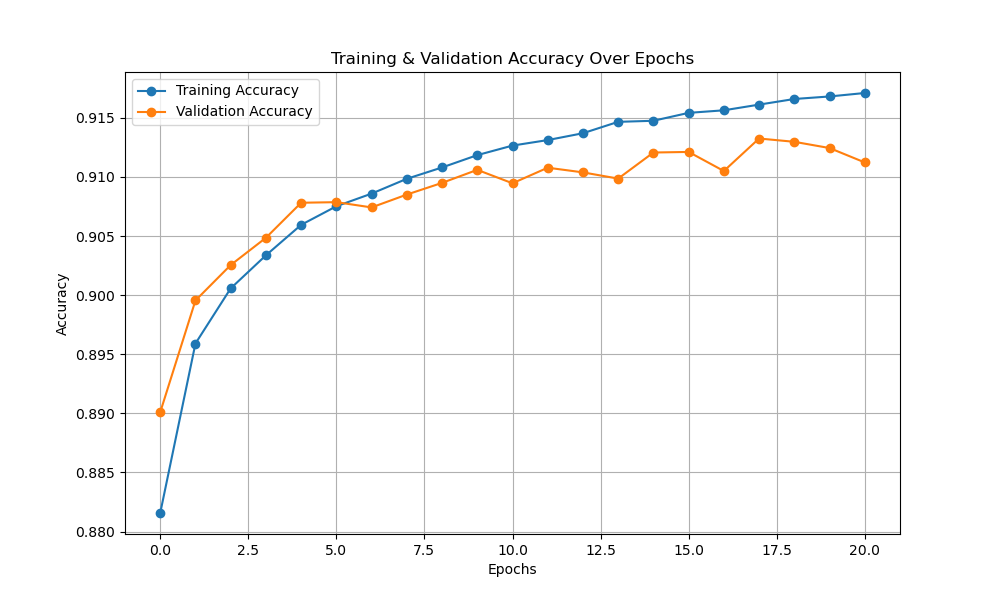 Training & Validation Accuracy Over Epochs
Training Accuracy
Validation Accuracy
0.915
0.910
0.905
0.900
0.895
0.890
0.885
0.880
Accuracy
0.0 2.5 5.0 7.5 10.0 12.5 15.0 17.5 20.0
Epochs